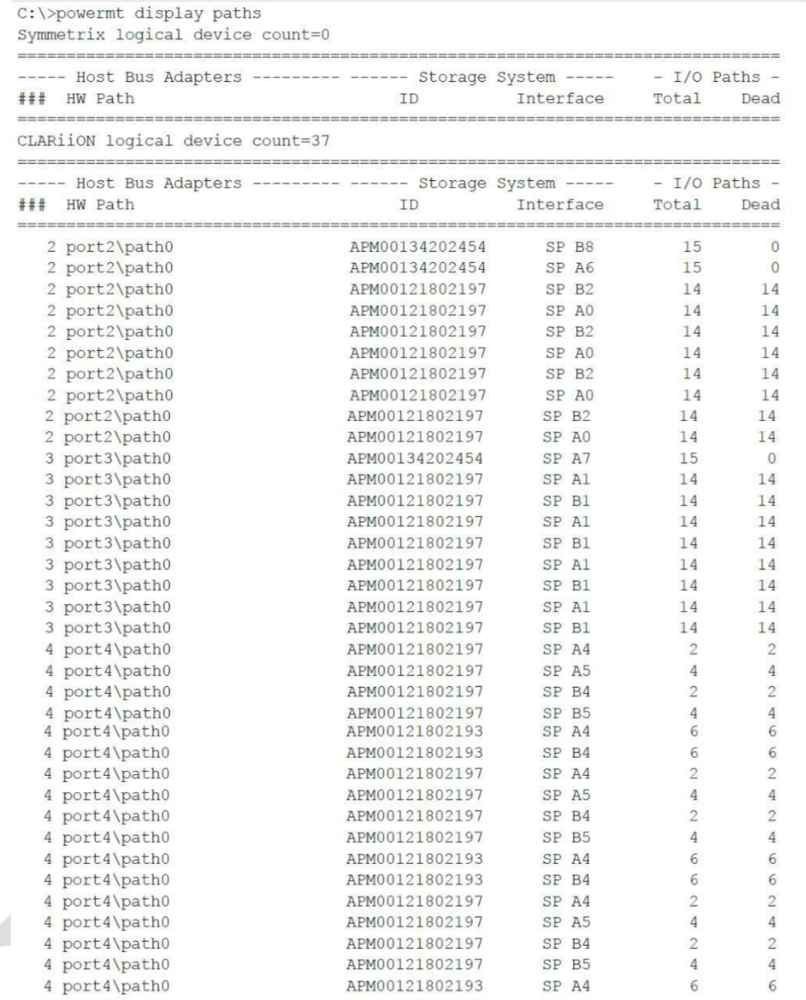 C:\>powermt display paths
Symmetrix logical device count=0
==============================================================================
----- Host Bus Adapters --------- ------ Storage System ----- - I/O Paths -
### HW Path ID Interface Total Dead
==============================================================================
CLARiiON logical device count=37
==============================================================================
----- Host Bus Adapters --------- ------ Storage System ----- - I/O Paths -
### HW Path ID Interface Total Dead
==============================================================================
2 port2\path0 APM00134202454 SP B8 15 0
2 port2\path0 APM00134202454 SP A6 15 0
2 port2\path0 APM00121802197 SP B2 14 14
2 port2\path0 APM00121802197 SP A0 14 14
2 port2\path0 APM00121802197 SP B2 14 14
2 port2\path0 APM00121802197 SP A0 14 14
2 port2\path0 APM00121802197 SP B2 14 14
2 port2\path0 APM00121802197 SP A0 14 14
2 port2\path0 APM00121802197 SP B2 14 14
2 port2\path0 APM00121802197 SP A0 14 14
3 port3\path0 APM00134202454 SP A7 15 0
3 port3\path0 APM00121802197 SP A1 14 14
3 port3\path0 APM00121802197 SP B1 14 14
3 port3\path0 APM00121802197 SP A1 14 14
3 port3\path0 APM00121802197 SP B1 14 14
3 port3\path0 APM00121802197 SP A1 14 14
3 port3\path0 APM00121802197 SP B1 14 14
3 port3\path0 APM00121802197 SP A1 14 14
3 port3\path0 APM00121802197 SP B1 14 14
4 port4\path0 APM00121802197 SP A4 2 2
4 port4\path0 APM00121802197 SP A5 4 4
4 port4\path0 APM00121802197 SP B4 2 2
4 port4\path0 APM00121802197 SP B5 4 4
4 port4\path0 APM00121802193 SP A4 6 6
4 port4\path0 APM00121802193 SP B4 6 6
4 port4\path0 APM00121802197 SP A4 2 2
4 port4\path0 APM00121802197 SP A5 4 4
4 port4\path0 APM00121802197 SP B4 2 2
4 port4\path0 APM00121802197 SP B5 4 4
4 port4\path0 APM00121802193 SP A4 6 6
4 port4\path0 APM00121802193 SP B4 6 6
4 port4\path0 APM00121802197 SP A4 2 2
4 port4\path0 APM00121802197 SP A5 4 4
4 port4\path0 APM00121802197 SP B4 2 2
4 port4\path0 APM00121802197 SP B5 4 4
4 port4\path0 APM00121802193 SP A4 6 6